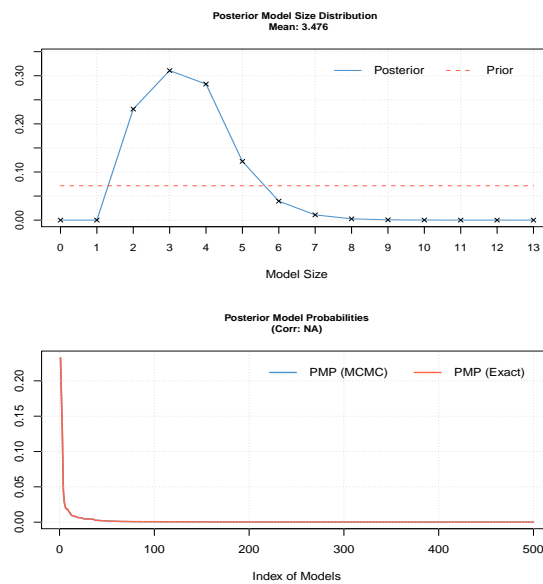 Posterior Model Size Distribution
Mean: 3.476
Posterior
Prior
0.00
0.10
0.20
0.30
0 1 2 3 4 5 6 7 8 9 10 11 12 13
Model Size
Posterior Model Probabilities
(Corr: NA)
PMP (MCMC)
PMP (Exact)
0.00
0.05
0.10
0.15
0.20
0 100 200 300 400 500
Index of Models